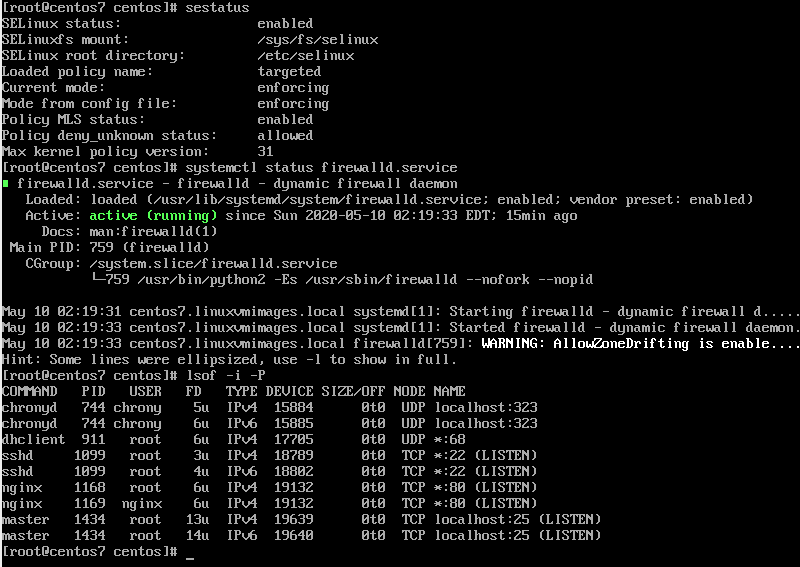 [root@centos7 centos]# sestatus
SELinux status:                 enabled
SELinuxfs mount:                /sys/fs/selinux
SELinux root directory:         /etc/selinux
Loaded policy name:             targeted
Current mode:                   enforcing
Mode from config file:          enforcing
Policy MLS status:              enabled
Policy deny_unknown status:     allowed
Max kernel policy version:      31
[root@centos7 centos]# systemctl status firewalld.service
firewalld.service - firewalld - dynamic firewall daemon
   Loaded: loaded (/usr/lib/systemd/system/firewalld.service; enabled; vendor preset: enabled)
   Active: active (running) since Sun 2020-05-10 02:19:33 EDT; 15min ago
     Docs: man:firewalld(1)
 Main PID: 759 (firewalld)
   CGroup: /system.slice/firewalld.service
           └─759 /usr/bin/python2 -Es /usr/sbin/firewalld --nofork --nopid
May 10 02:19:31 centos7.linuxvmimages.local systemd[1]: Starting firewalld - dynamic firewall d.....
May 10 02:19:33 centos7.linuxvmimages.local systemd[1]: Started firewalld - dynamic firewall daemon.
May 10 02:19:33 centos7.linuxvmimages.local firewalld[759]: WARNING: AllowZoneDrifting is enable....
Hint: Some lines were ellipsized, use -l to show in full.
[root@centos7 centos]# lsof -i -P
COMMAND   PID   USER   FD   TYPE DEVICE SIZE/OFF NODE NAME
chronyd   744 chrony    5u  IPv4  15884      0t0  UDP localhost:323
chronyd   744 chrony    6u  IPv6  15885      0t0  UDP localhost:323
dhclient  911   root    6u  IPv4  17705      0t0  UDP *:68
sshd     1099   root    3u  IPv4  18789      0t0  TCP *:22 (LISTEN)
sshd     1099   root    4u  IPv6  18802      0t0  TCP *:22 (LISTEN)
nginx    1168   root    6u  IPv4  19132      0t0  TCP *:80 (LISTEN)
nginx    1169  nginx    6u  IPv4  19132      0t0  TCP *:80 (LISTEN)
master   1434   root   13u  IPv4  19639      0t0  TCP localhost:25 (LISTEN)
master   1434   root   14u  IPv6  19640      0t0  TCP localhost:25 (LISTEN)
[root@centos7 centos]# _